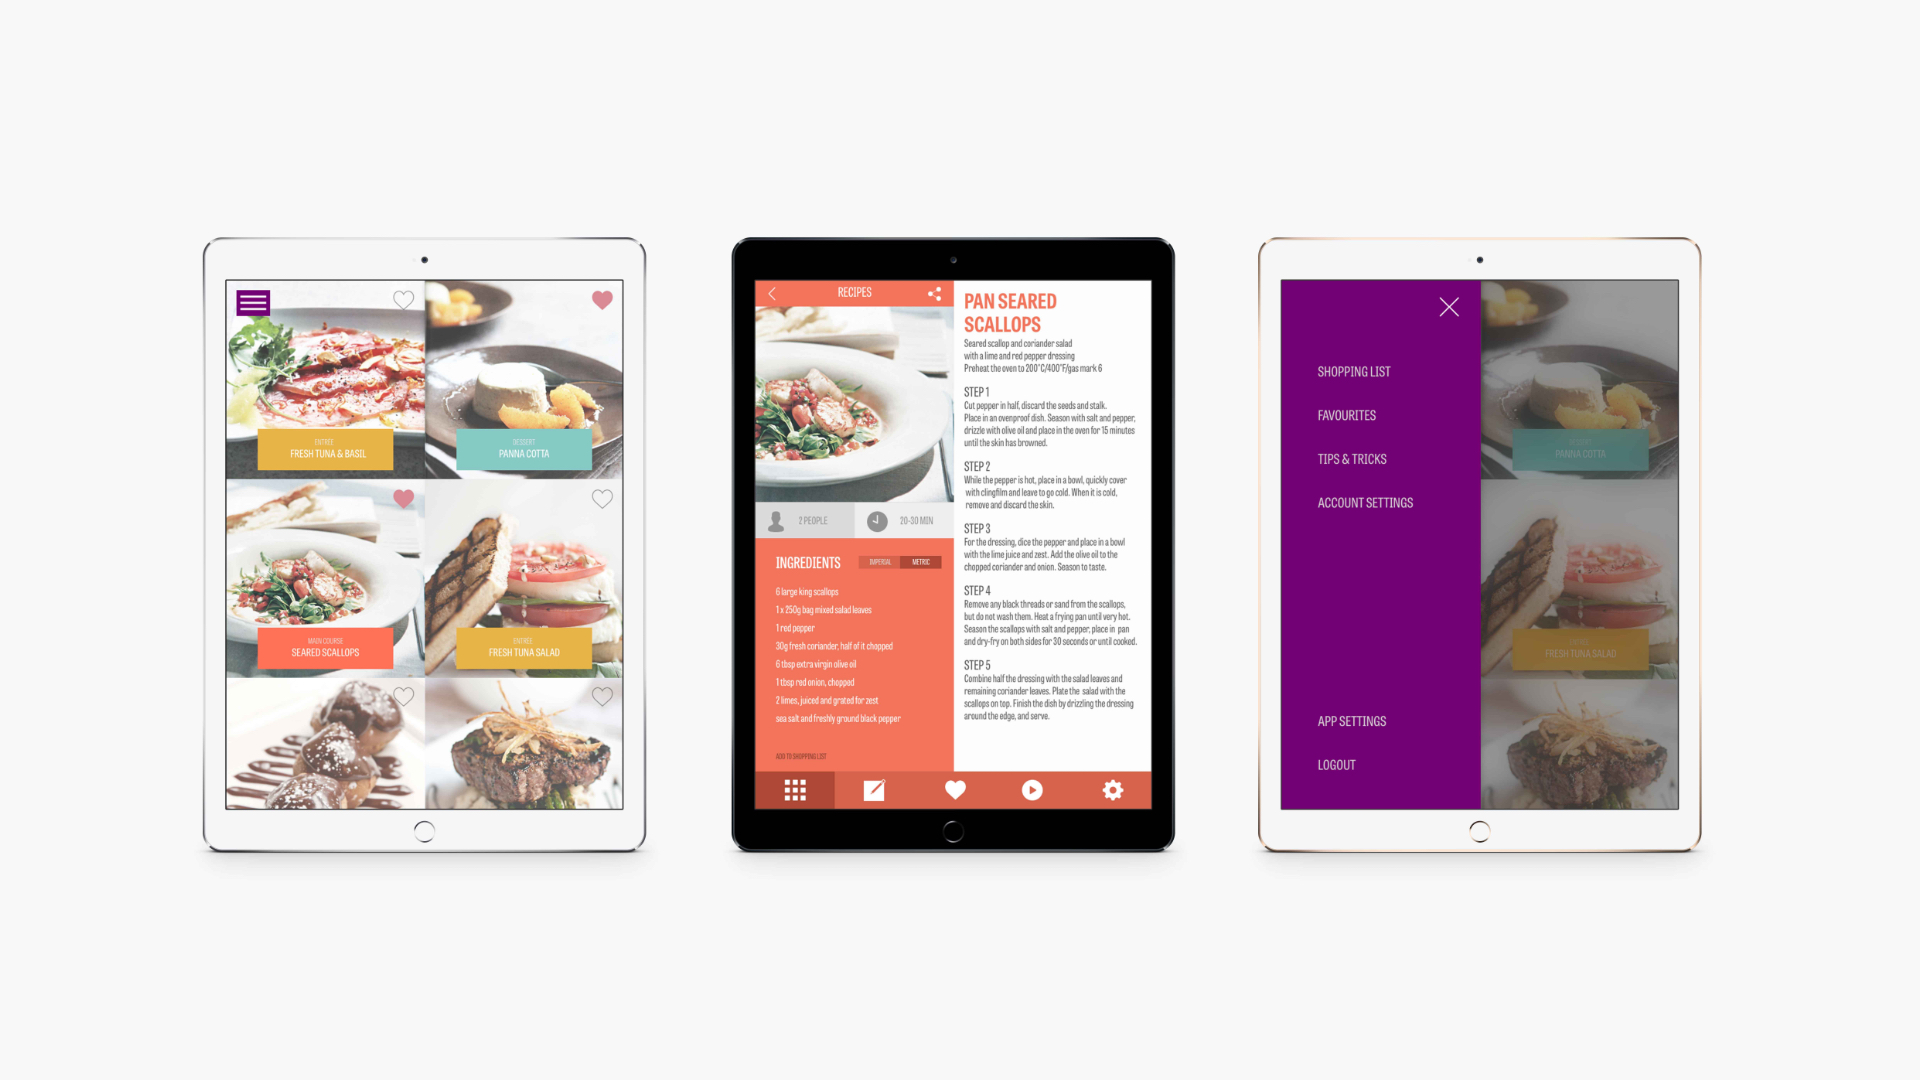 ENTREE
FRESH TUNA & BASIL
DESSERT
PANNA COTTA
MAIN COURSE
SEARED SCALLOPS
ENTREE
FRESH TUNA SALAD
RECIPES
2 PEOPLE
20-30 MIN
INGREDIENTS
IMPERIAL
METRIC
6 large king scallops
1 x 250g bag mixed salad leaves
1 red pepper
30g fresh coriander, half of it chopped
6 tbsp extra virgin olive oil
1 tbsp red onion, chopped
2 limes, juiced and grated for zest
sea salt and freshly ground black pepper
ADD TO SHOPPING LIST
PAN SEARED
SCALLOPS
Seared scallop and coriander salad
with a lime and red pepper dressing
Preheat the oven to 200°C/400°F/gas mark 6
STEP 1
Cut pepper in half, discard the seeds and stalk.
Place in an ovenproof dish. Season with salt and pepper,
drizzle with olive oil and place in the oven for 15 minutes
until the skin has browned.
STEP 2
While the pepper is hot, place in a bowl, quickly cover
with clingfilm and leave to go cold. When it is cold,
remove and discard the skin.
STEP 3
For the dressing, dice the pepper and place in a bowl
with the lime juice and zest. Add the olive oil to the
chopped coriander and onion. Season to taste.
STEP 4
Remove any black threads or sand from the scallops,
but do not wash them. Heat a frying pan until very hot.
Season the scallops with salt and pepper, place in pan
and dry-fry on both sides for 30 seconds or until cooked.
STEP 5
Combine half the dressing with the salad leaves and
remaining coriander leaves. Plate the salad with the
scallops on top. Finish the dish by drizzling the dressing
around the edge, and serve.
SHOPPING LIST
FAVOURITES
TIPS & TRICKS
ACCOUNT SETTINGS
APP SETTINGS
LOGOUT
DESSERT
PANNA COTTA
ENTREE
FRESH TUNA SALAD